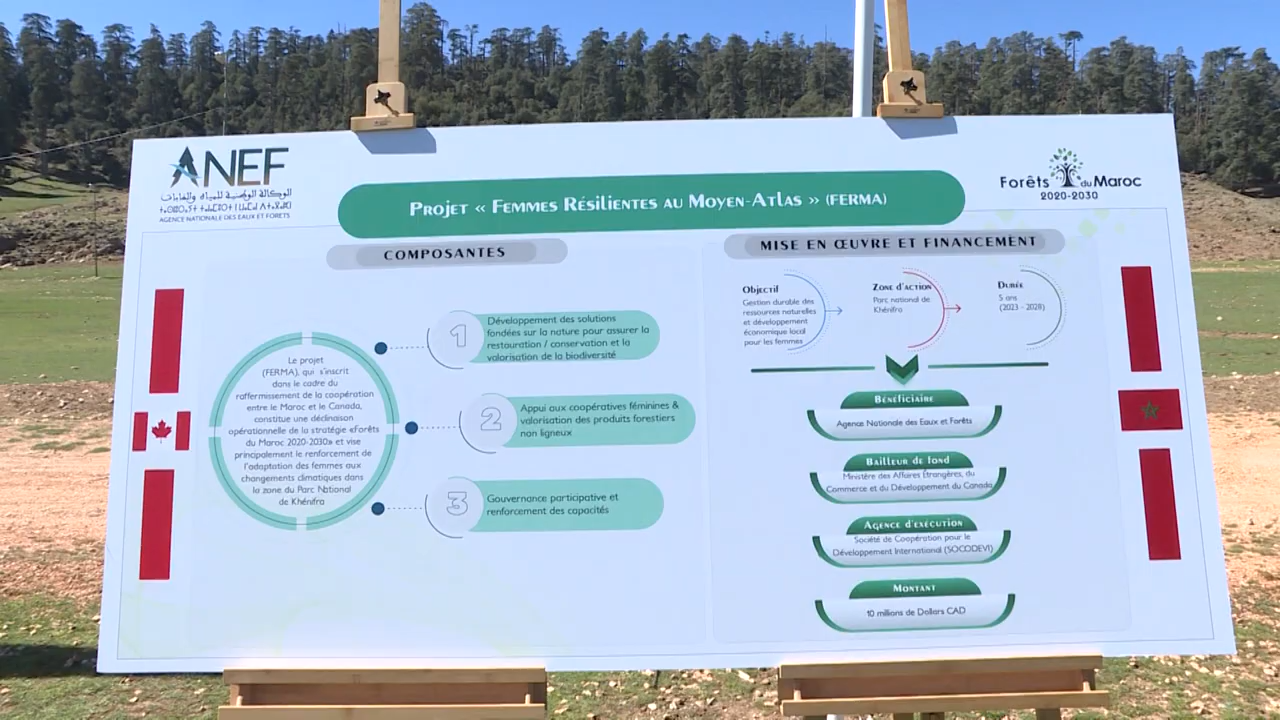 ANEF
الوكالة الوطنية للمياه والغابات
AGENCE NATIONALE DES EAUX ET FORETS
Forêts du Maroc
2020-2030
Projet « Femmes Résilientes au Moyen-Atlas » (FERMA)
COMPOSANTES
Le projet
(FERMA), qui s'inscrit
dans le cadre du
raffermissement de la coopération
entre le Maroc et le Canada,
constitue une déclinaison
opérationnelle de la stratégie «Forêts
du Maroc 2020-2030» et vise
principalement le renforcement de
l'adaptation des femmes aux
changements climatiques dans
la zone du Parc National
de Khénifra
1
Développement des solutions
fondées sur la nature pour assurer la
restauration / conservation et la
valorisation de la biodiversité
2
Appui aux coopératives féminines &
valorisation des produits forestiers
non ligneux
3
Gouvernance participative et
renforcement des capacités
MISE EN ŒUVRE ET FINANCEMENT
Objectif
Gestion durable des
ressources naturelles
et développement
économique local
pour les femmes
Zone d'action
Parc national de
Khénifra
Durée
5 ans
(2023 - 2028)
Bénéficiaire
Agence Nationale des Eaux et Forêts
Bailleur de fond
Ministère des Affaires Étrangères, du
Commerce et du Développement du Canada
Agence d'exécution
Société de Coopération pour le
Développement International (SOCODEVI)
Montant
10 millions de Dollars CAD